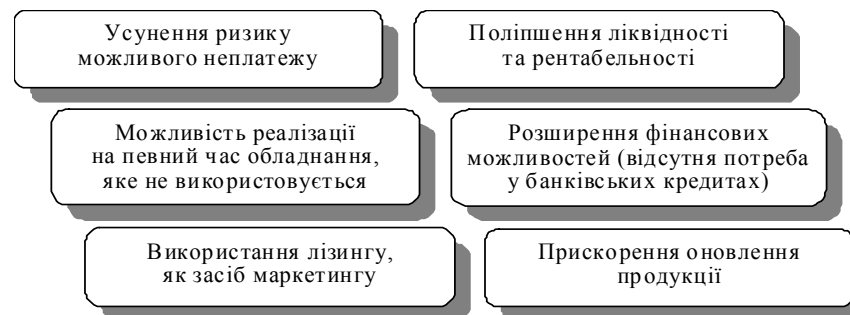 Усунення ризику
можливого неплатежу
Поліпшення ліквідності
та рентабельності
Можливість реалізації
на певний час обладнання,
яке не використовується
Розширення фінансових
можливостей (відсутня потреба
у банківських кредитах)
Використання лізингу,
як засіб маркетингу
Прискорення оновлення
продукції